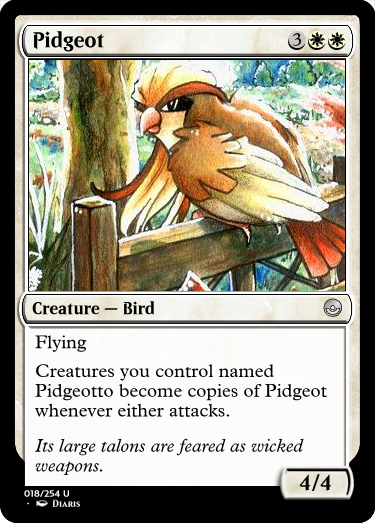 Pidgeot 3
Creature — Bird
Flying
Creatures you control named
Pidgeotto become copies of Pidgeot
whenever either attacks.
Its large talons are feared as wicked
weapons.
4/4
018/254 U
· Diaris